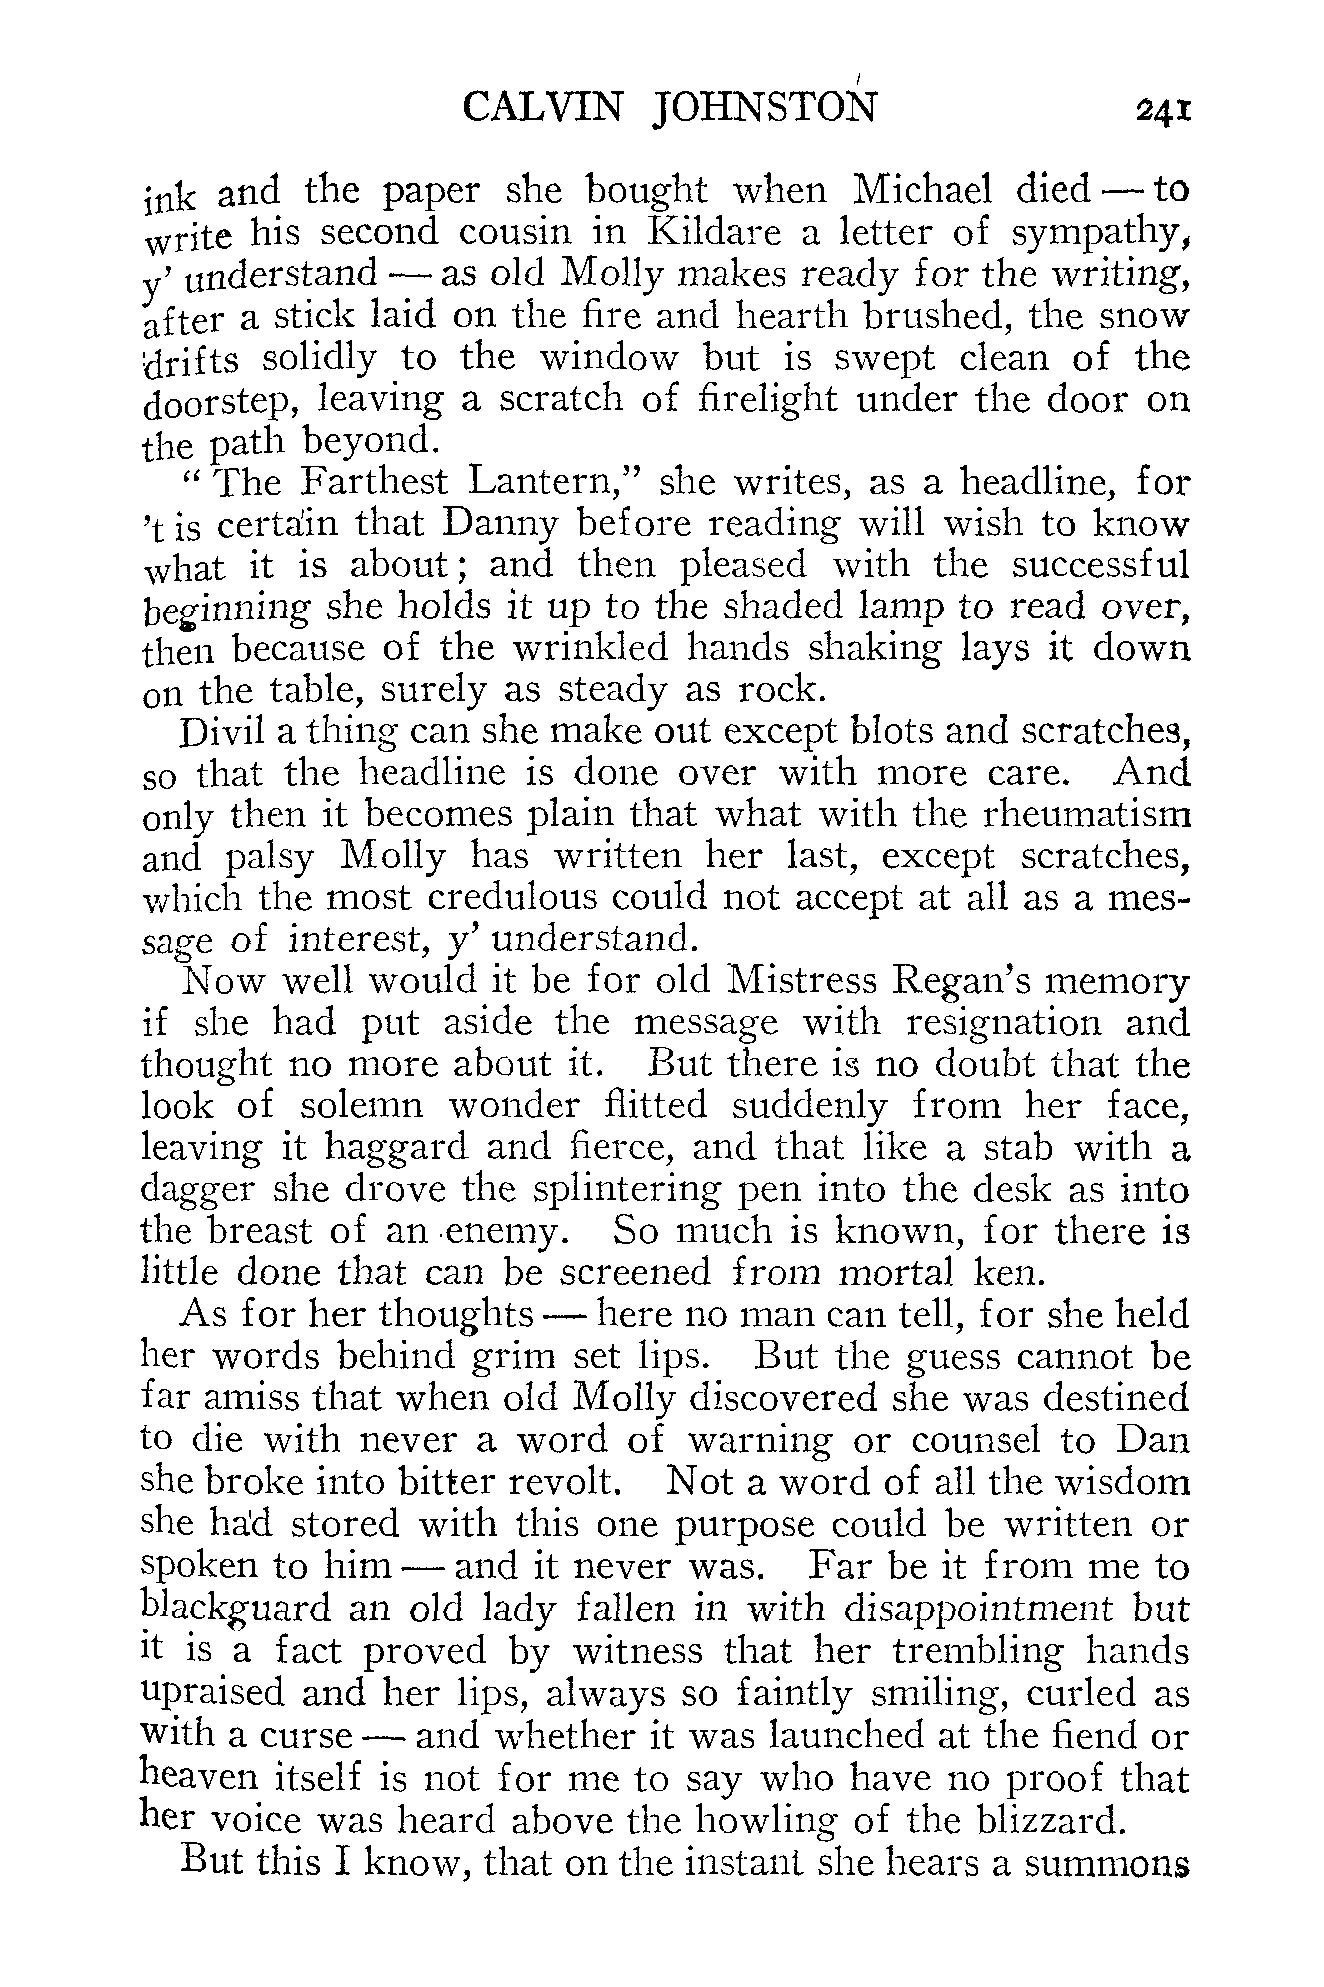 CALVIN JOHNSTON 241
ink and the paper she bought when Michael died — to
write his second cousin in Kildare a letter of sympathy,
y’ understand — as old Molly makes ready for the writing,
after a stick laid on the fire and hearth brushed, the snow
drifts solidly to the window but is swept clean of the
doorstep, leaving a scratch of firelight under the door on
the path beyond.
“ The Farthest Lantern,” she writes, as a headline, for
’t is certain that Danny before reading will wish to know
what it is about ; and then pleased with the successful
beginning she holds it up to the shaded lamp to read over,
then because of the wrinkled hands shaking lays it down
on the table, surely as steady as rock.
Divil a thing can she make out except blots and scratches,
so that the headline is done over with more care. And
only then it becomes plain that what with the rheumatism
and palsy Molly has written her last, except scratches,
which the most credulous could not accept at all as a mes-
sage of interest, y’ understand.
Now well would it be for old Mistress Regan’s memory
if she had put aside the message with resignation and
thought no more about it. But there is no doubt that the
look of solemn wonder flitted suddenly from her face,
leaving it haggard and fierce, and that like a stab with a
dagger she drove the splintering pen into the desk as into
the breast of an enemy. So much is known, for there is
little done that can be screened from mortal ken.
As for her thoughts — here no man can tell, for she held
her words behind grim set lips. But the guess cannot be
far amiss that when old Molly discovered she was destined
to die with never a word of warning or counsel to Dan
she broke into bitter revolt. Not a word of all the wisdom
she had stored with this one purpose could be written or
spoken to him — and it never was. Far be it from me to
blackguard an old lady fallen in with disappointment but
it is a fact proved by witness that her trembling hands
upraised and her lips, always so faintly smiling, curled as
with a curse — and whether it was launched at the fiend or
heaven itself is not for me to say who have no proof that
her voice was heard above the howling of the blizzard.
But this I know, that on the instant she hears a summons